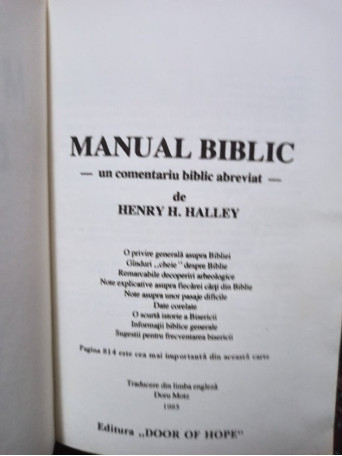 MANUAL BIBLIC
— un comentariu biblic abreviat —
de
HENRY H. HALLEY
O privire generală asupra Bibliei
Gînduri „cheie" despre Biblie
Remarcabile decoperiri arheologice
Note explicative asupra fiecărei cărţi din Biblie
Note asupra unor pasaje dificile
Date corelate
O scurtă istorie a Bisericii
Informaţii biblice generale
Sugestii pentru frecventarea bisericii
Pagina 814 este cea mai importantă din această carte
Traducere din limba engleză
Doru Motz
1985
Editura „DOOR OF HOPE"